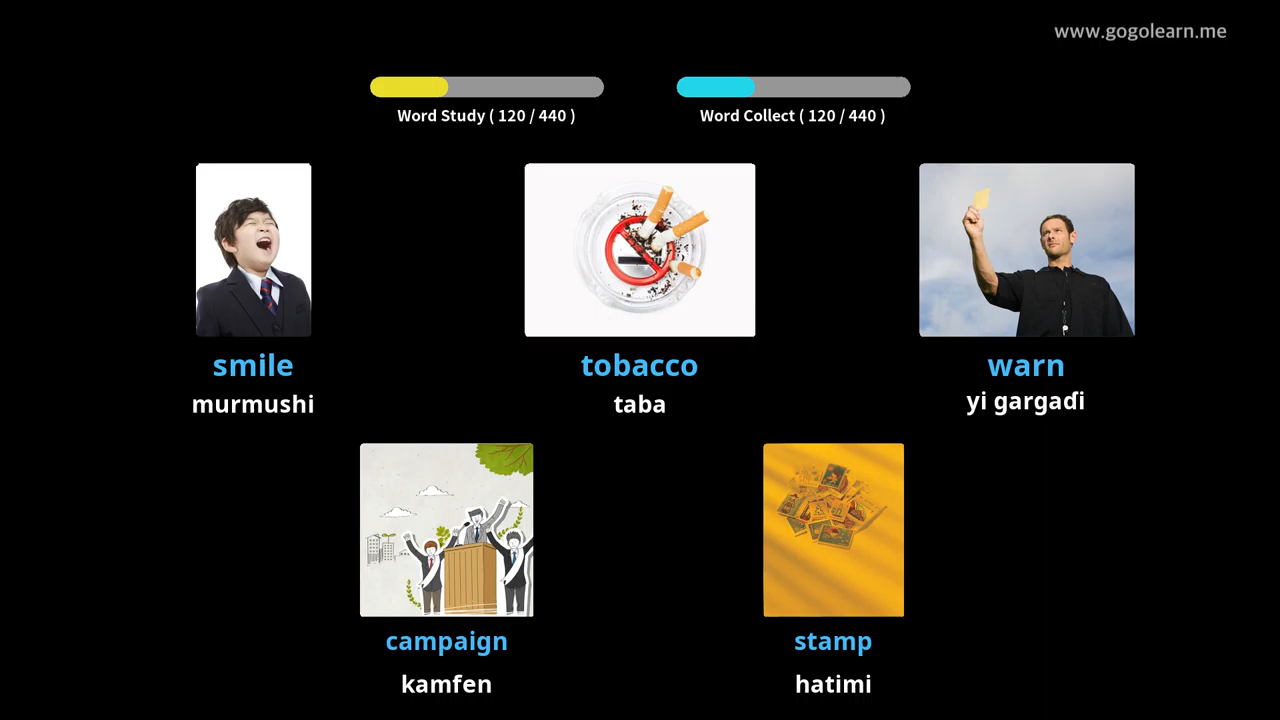 www.gogolearn.me
Word Study ( 120 / 440 )
Word Collect ( 120 / 440 )
smile
murmushi
tobacco
taba
warn
yi gargaɗi
campaign
kamfen
stamp
hatimi